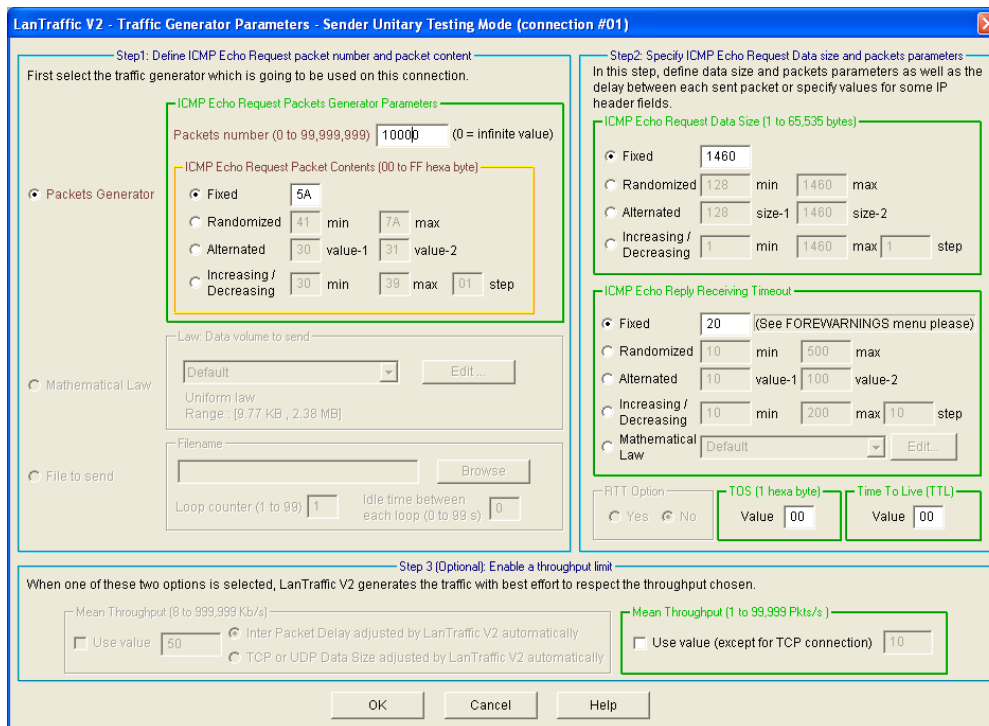 LanTraffic V2 - Traffic Generator Parameters - Sender Unitary Testing Mode (connection #01)
Step1: Define ICMP Echo Request packet number and packet content
First select the traffic generator which is going to be used on this connection.
Packets Generator
ICMP Echo Request Packets Generator Parameters
Packets number (0 to 99,999,999) 10000 (0 = infinite value)
ICMP Echo Request Packet Contents (00 to FF hexa byte)
Fixed 5A
Randomized 41 min 7A max
Alternated 30 value-1 31 value-2
Increasing /
Decreasing 30 min 39 max 01 step
Mathematical Law
Law: Data volume to send
Default Edit ...
Uniform law
Range : [9.77 KB , 2.38 MB]
File to send
Filename
Browse
Loop counter (1 to 99) 1 Idle time between
each loop (0 to 99 s) 0
Step2: Specify ICMP Echo Request Data size and packets parameters
In this step, define data size and packets parameters as well as the
delay between each sent packet or specify values for some IP
header fields.
ICMP Echo Request Data Size (1 to 65,535 bytes)
Fixed 1460
Randomized 128 min 1460 max
Alternated 128 size-1 1460 size-2
Increasing /
Decreasing 1 min 1460 max 1 step
ICMP Echo Reply Receiving Timeout
Fixed 20 (See FOREWARNINGS menu please)
Randomized 10 min 500 max
Alternated 10 value-1 100 value-2
Increasing /
Decreasing 10 min 200 max 10 step
Mathematical
Law Default Edit...
RTT Option
Yes No
TOS (1 hexa byte)
Value 00
Time To Live (TTL)
Value 00
Step 3 (Optional): Enable a throughput limit
When one of these two options is selected, LanTraffic V2 generates the traffic with best effort to respect the throughput chosen.
Mean Throughput (8 to 999,999 Kb/s)
Use value 50 Inter Packet Delay adjusted by LanTraffic V2 automatically
TCP or UDP Data Size adjusted by LanTraffic V2 automatically
Mean Throughput (1 to 99,999 Pkts/s )
Use value (except for TCP connection) 10
OK Cancel Help